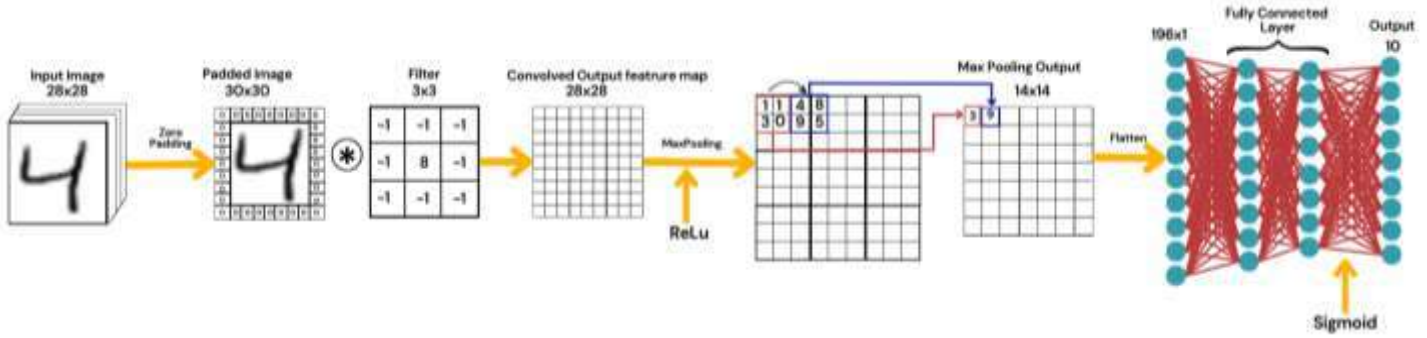 Input Image
28x28
Padded Image
30x30
Filter
3x3
Convolved Output featrure map
28x28
Max Pooling Output
14x14
196x1
Fully Connected
Layer
Output
10
Zero
Padding
-1 -1 -1
-1 8 -1
-1 -1 -1
MaxPooling
ReLu
1 1 4 8
3 0 9 5
3 9
Flatten
Sigmoid